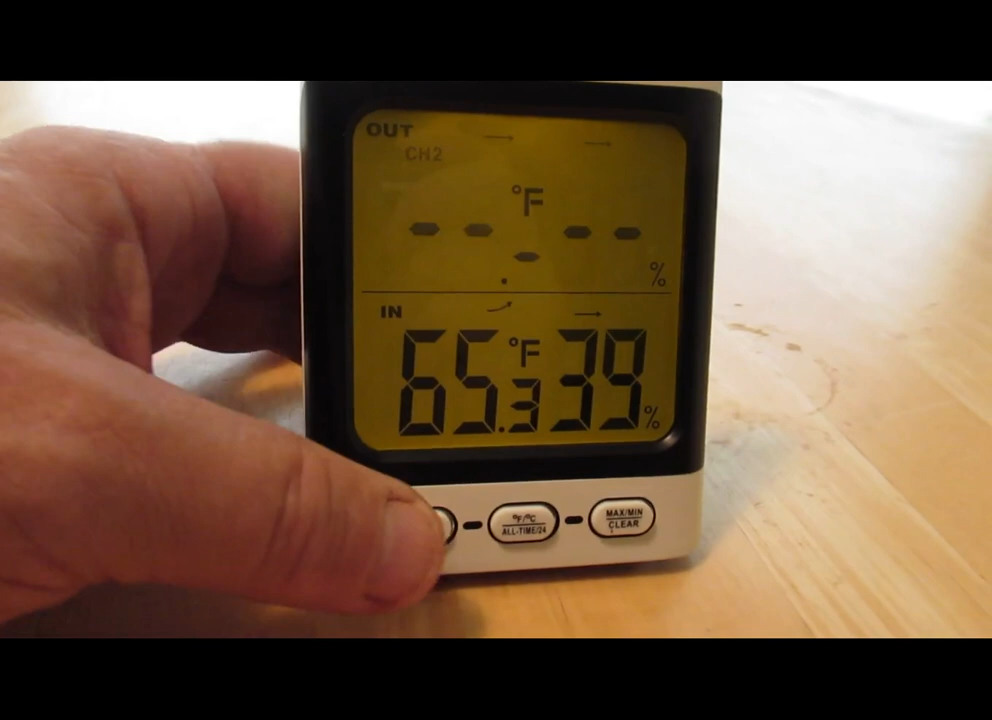 OUT
CH2
°F
-- -- . -- -- %
IN
65.3 °F 39 %
°F/°C
ALL-TIME/24
MAX/MIN
CLEAR